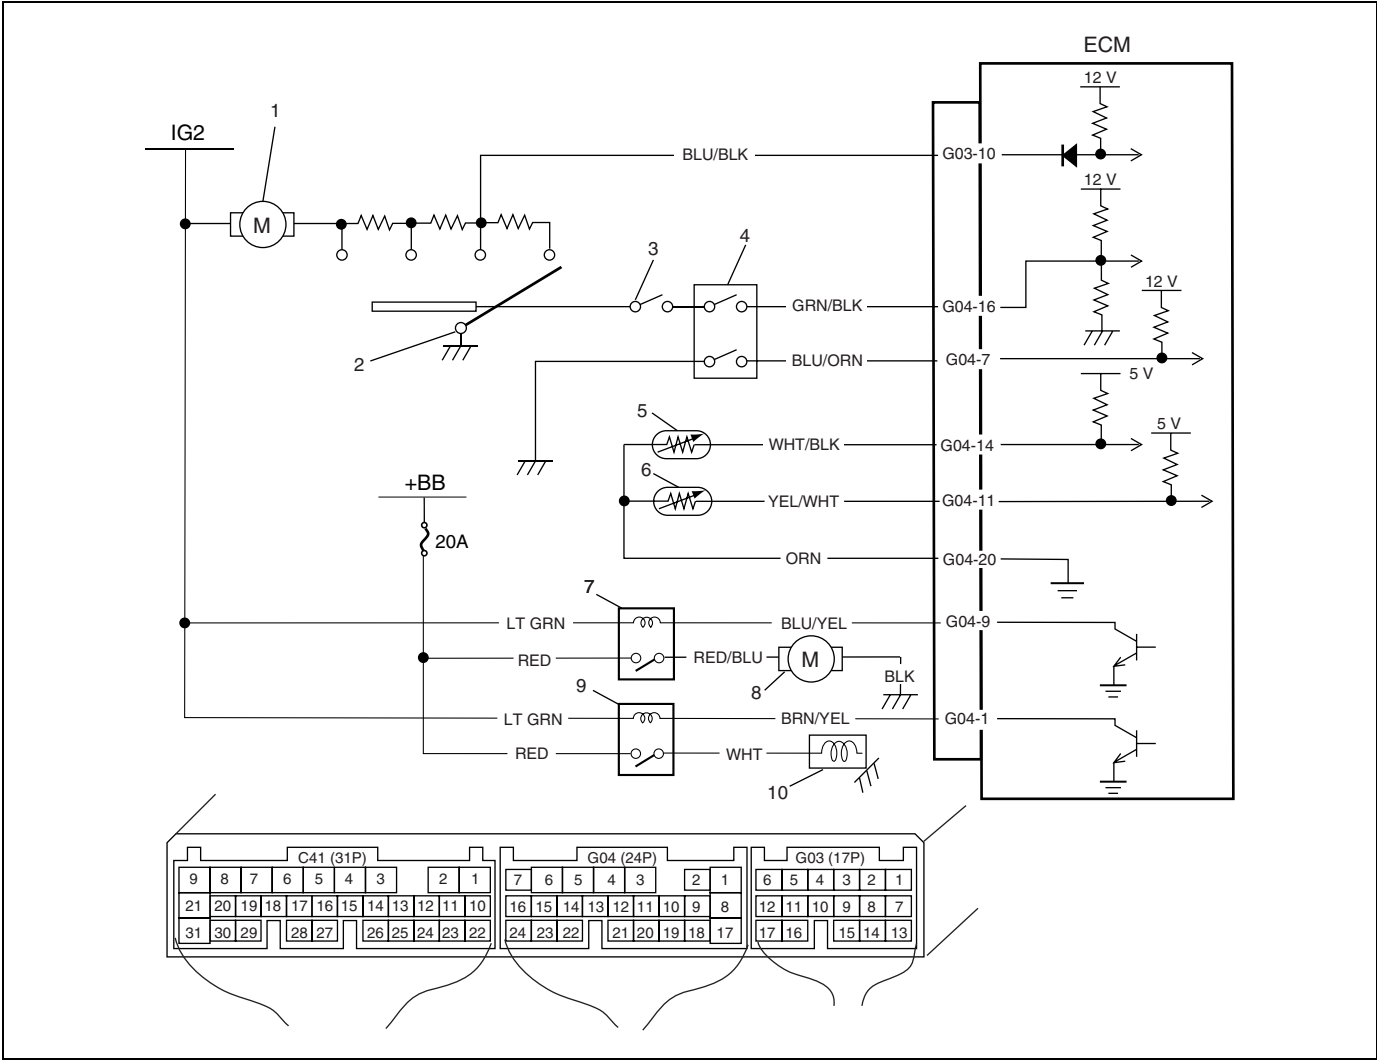 ECM
12 V
1
IG2
BLU/BLK
G03-10
12 V
M
3
4
12 V
GRN/BLK
G04-16
2
BLU/ORN
G04-7
5 V
5
WHT/BLK
G04-14
5 V
6
+BB
YEL/WHT
G04-11
20A
ORN
G04-20
7
LT GRN
BLU/YEL
G04-9
RED
RED/BLU
M
BLK
9
8
LT GRN
BRN/YEL
G04-1
RED
WHT
10
C41 (31P) G04 (24P) G03 (17P)
9 8 7 6 5 4 3 2 1 7 6 5 4 3 2 1 6 5 4 3 2 1
21 20 19 18 17 16 15 14 13 12 11 10 16 15 14 13 12 11 10 9 8 12 11 10 9 8 7
31 30 29 28 27 26 25 24 23 22 24 23 22 21 20 19 18 17 17 16 15 14 13